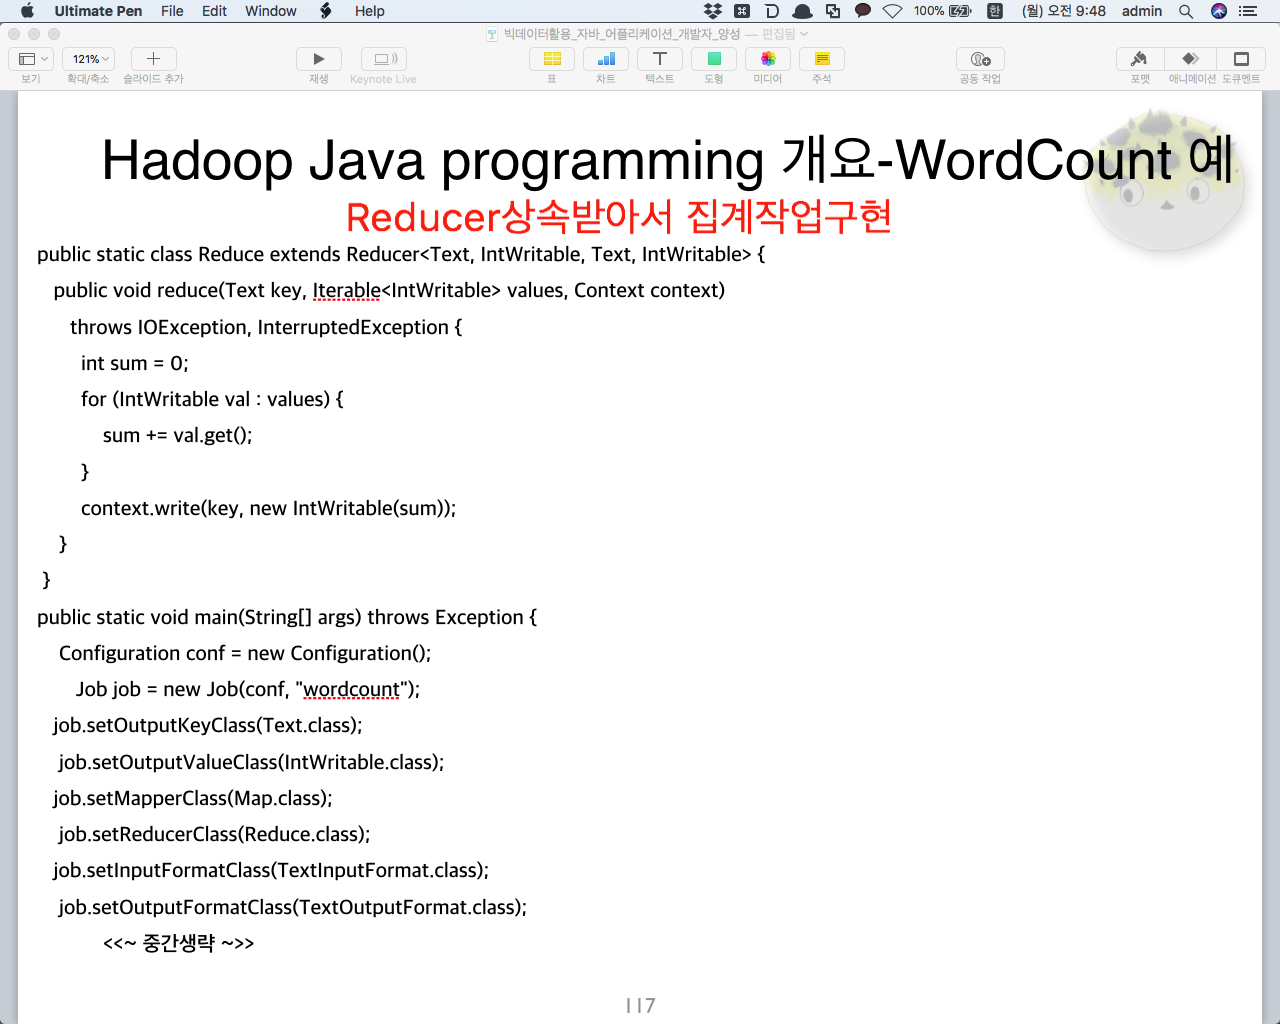 Ultimate Pen File Edit Window Help 100% 한 (월) 오전 9:48 admin
빅데이터활용_자바_어플리케이션_개발자_양성 — 편집됨
121%
보기 확대/축소 슬라이드 추가 재생 Keynote Live 표 차트 텍스트 도형 미디어 주석 공동 작업 포맷 애니메이션 도큐멘트
Hadoop Java programming 개요-WordCount 예
Reducer상속받아서 집계작업구현
public static class Reduce extends Reducer<Text, IntWritable, Text, IntWritable> {
public void reduce(Text key, Iterable<IntWritable> values, Context context)
throws IOException, InterruptedException {
int sum = 0;
for (IntWritable val : values) {
sum += val.get();
}
context.write(key, new IntWritable(sum));
}
}
public static void main(String[] args) throws Exception {
Configuration conf = new Configuration();
Job job = new Job(conf, "wordcount");
job.setOutputKeyClass(Text.class);
job.setOutputValueClass(IntWritable.class);
job.setMapperClass(Map.class);
job.setReducerClass(Reduce.class);
job.setInputFormatClass(TextInputFormat.class);
job.setOutputFormatClass(TextOutputFormat.class);
<<~ 중간생략 ~>>
117